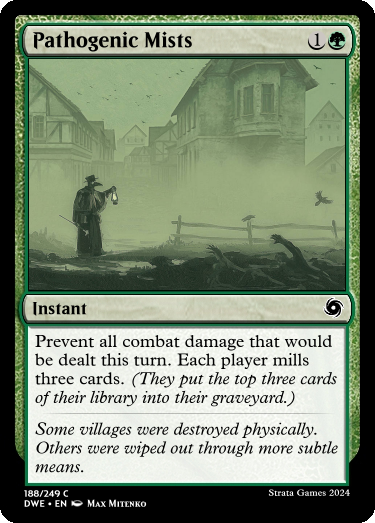 Pathogenic Mists 1
Instant
Prevent all combat damage that would
be dealt this turn. Each player mills
three cards. (They put the top three cards
of their library into their graveyard.)
Some villages were destroyed physically.
Others were wiped out through more subtle
means.
188/249 C
DWE • EN Max Mitenko
Strata Games 2024